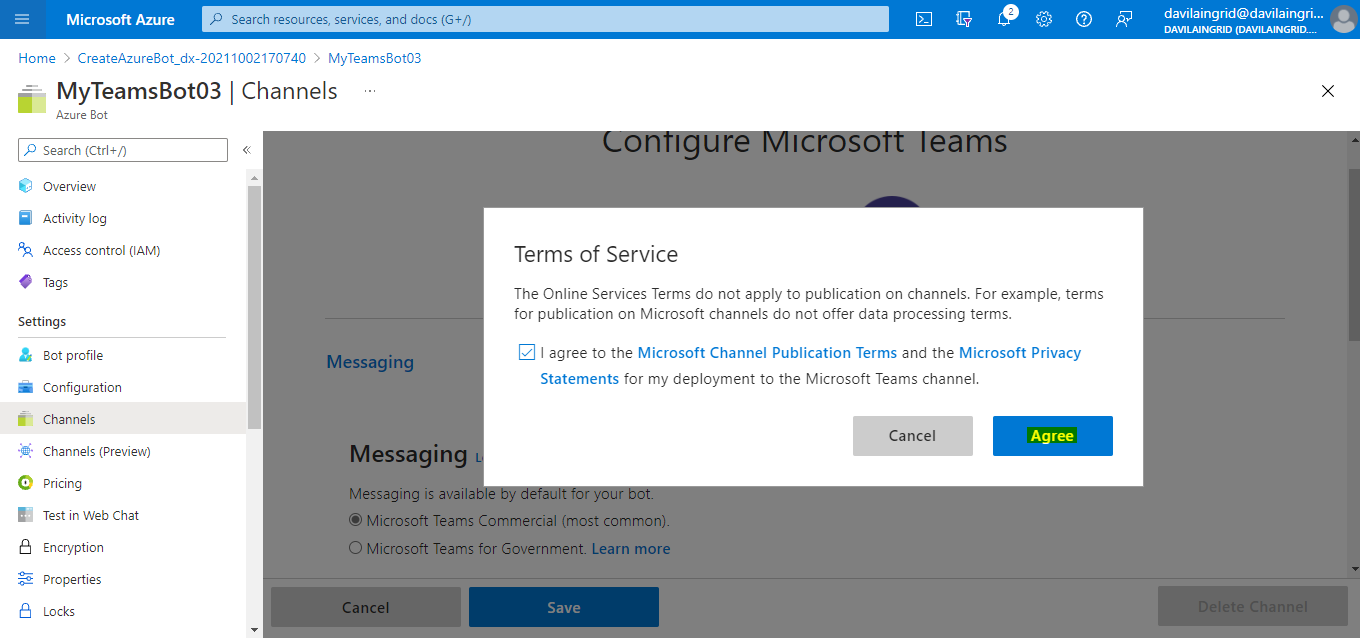 Microsoft Azure
Search resources, services, and docs (G+/)
2
davilaingrid@davilaingri...
DAVILAINGRID (DAVILAINGRID....
Home > CreateAzureBot_dx-20211002170740 > MyTeamsBot03
MyTeamsBot03 | Channels ...
Azure Bot
Search (Ctrl+/)
«
Overview
Activity log
Access control (IAM)
Tags
Settings
Bot profile
Configuration
Channels
Channels (Preview)
Pricing
Test in Web Chat
Encryption
Properties
Locks
Configure Microsoft Teams
Terms of Service
The Online Services Terms do not apply to publication on channels. For example, terms
for publication on Microsoft channels do not offer data processing terms.
I agree to the Microsoft Channel Publication Terms and the Microsoft Privacy
Statements for my deployment to the Microsoft Teams channel.
Cancel
Agree
Messaging
Messaging
Messaging is available by default for your bot.
Microsoft Teams Commercial (most common).
Microsoft Teams for Government. Learn more
Cancel
Save
Delete Channel